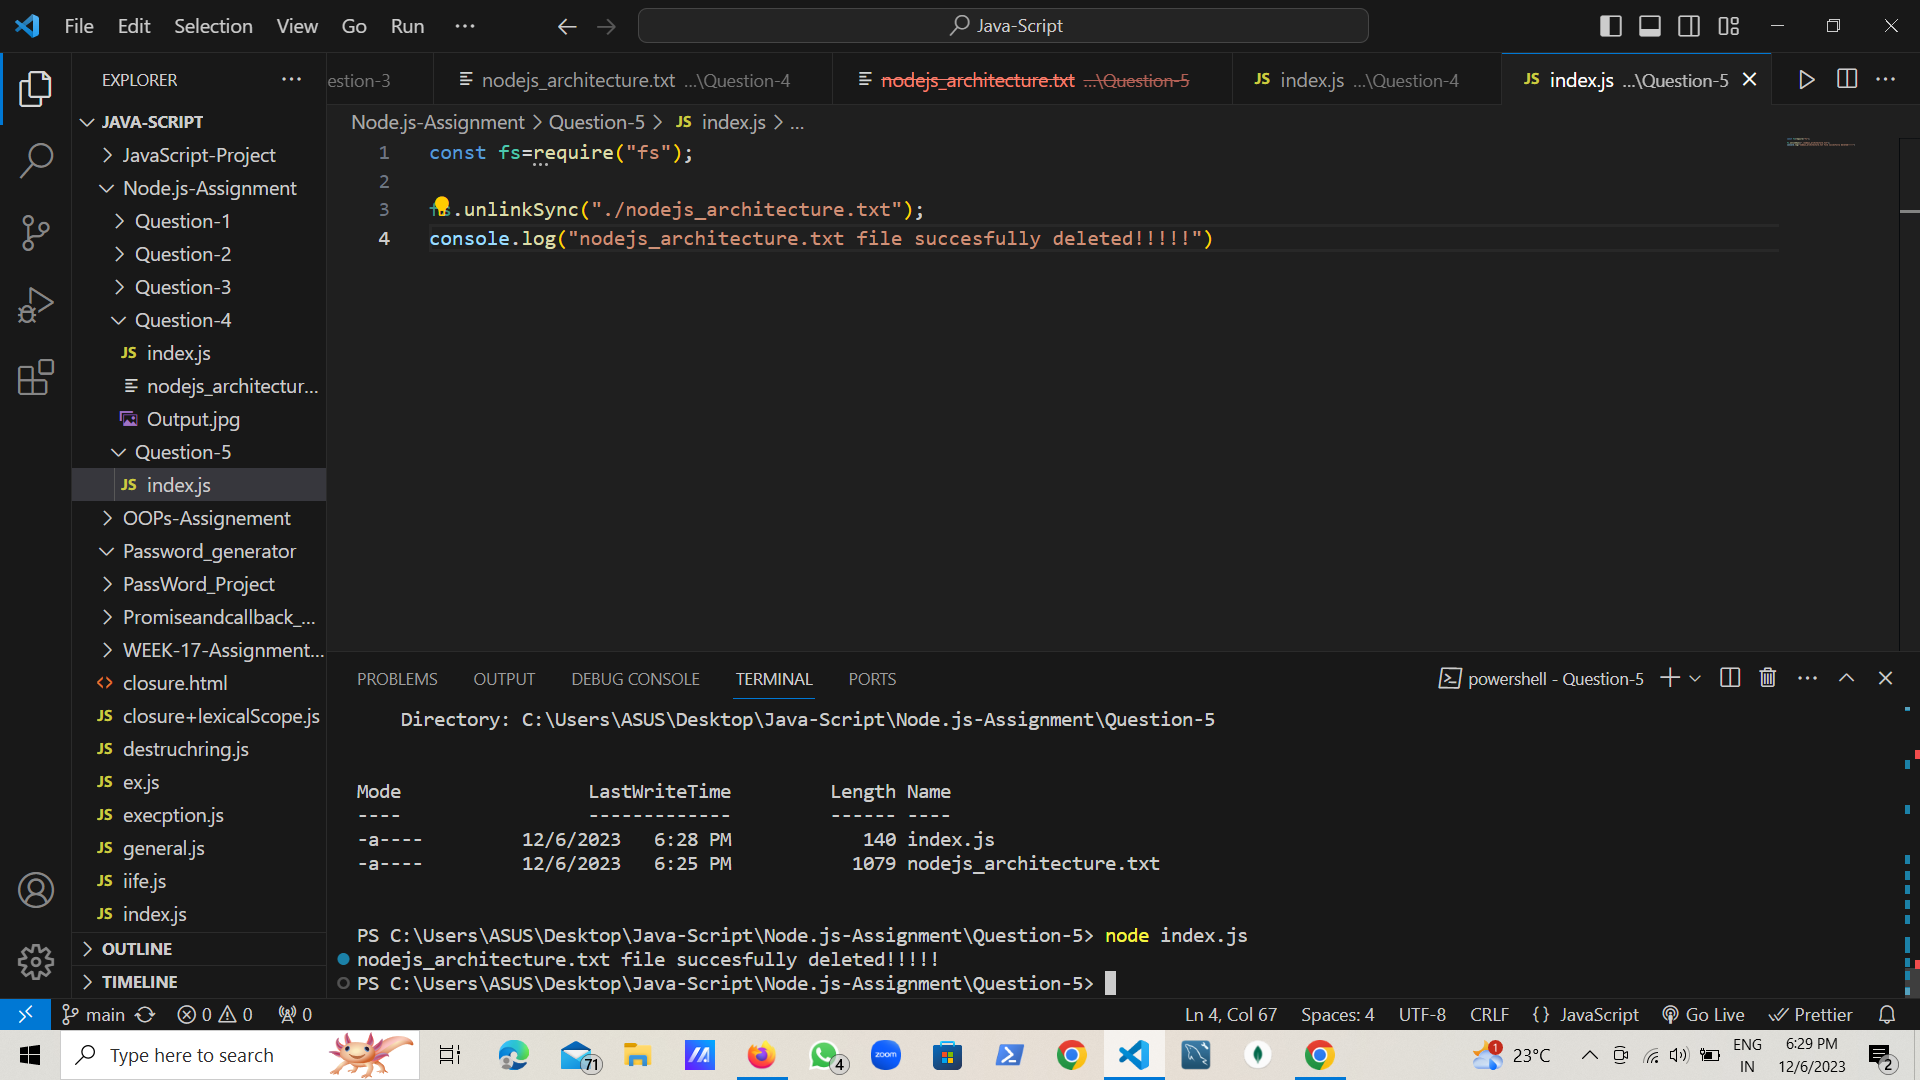 File Edit Selection View Go Run ··· Java-Script
EXPLORER ···
estion-3 nodejs_architecture.txt ...\Question-4 nodejs_architecture.txt ...\Question-5 JS index.js ...\Question-4 JS index.js ...\Question-5
JAVA-SCRIPT
JavaScript-Project
Node.js-Assignment
Question-1
Question-2
Question-3
Question-4
JS index.js
nodejs_architectur...
Output.jpg
Question-5
JS index.js
OOPs-Assignement
Password_generator
PassWord_Project
Promiseandcallback_...
WEEK-17-Assignment...
<> closure.html
JS closure+lexicalScope.js
JS destruchring.js
JS ex.js
JS execption.js
JS general.js
JS iife.js
JS index.js
OUTLINE
TIMELINE
Node.js-Assignment > Question-5 > JS index.js > ...
1 const fs=require("fs");
2
3 fs.unlinkSync("./nodejs_architecture.txt");
4 console.log("nodejs_architecture.txt file succesfully deleted!!!!!")
PROBLEMS OUTPUT DEBUG CONSOLE TERMINAL PORTS powershell - Question-5
Directory: C:\Users\ASUS\Desktop\Java-Script\Node.js-Assignment\Question-5
Mode LastWriteTime Length Name
---- ------------- ------ ----
-a---- 12/6/2023 6:28 PM 140 index.js
-a---- 12/6/2023 6:25 PM 1079 nodejs_architecture.txt
PS C:\Users\ASUS\Desktop\Java-Script\Node.js-Assignment\Question-5> node index.js
nodejs_architecture.txt file succesfully deleted!!!!!
PS C:\Users\ASUS\Desktop\Java-Script\Node.js-Assignment\Question-5>
main 0 0 0 Ln 4, Col 67 Spaces: 4 UTF-8 CRLF {} JavaScript Go Live Prettier
Type here to search 71 4 zoom 1 23°C ENG IN 6:29 PM 12/6/2023 2